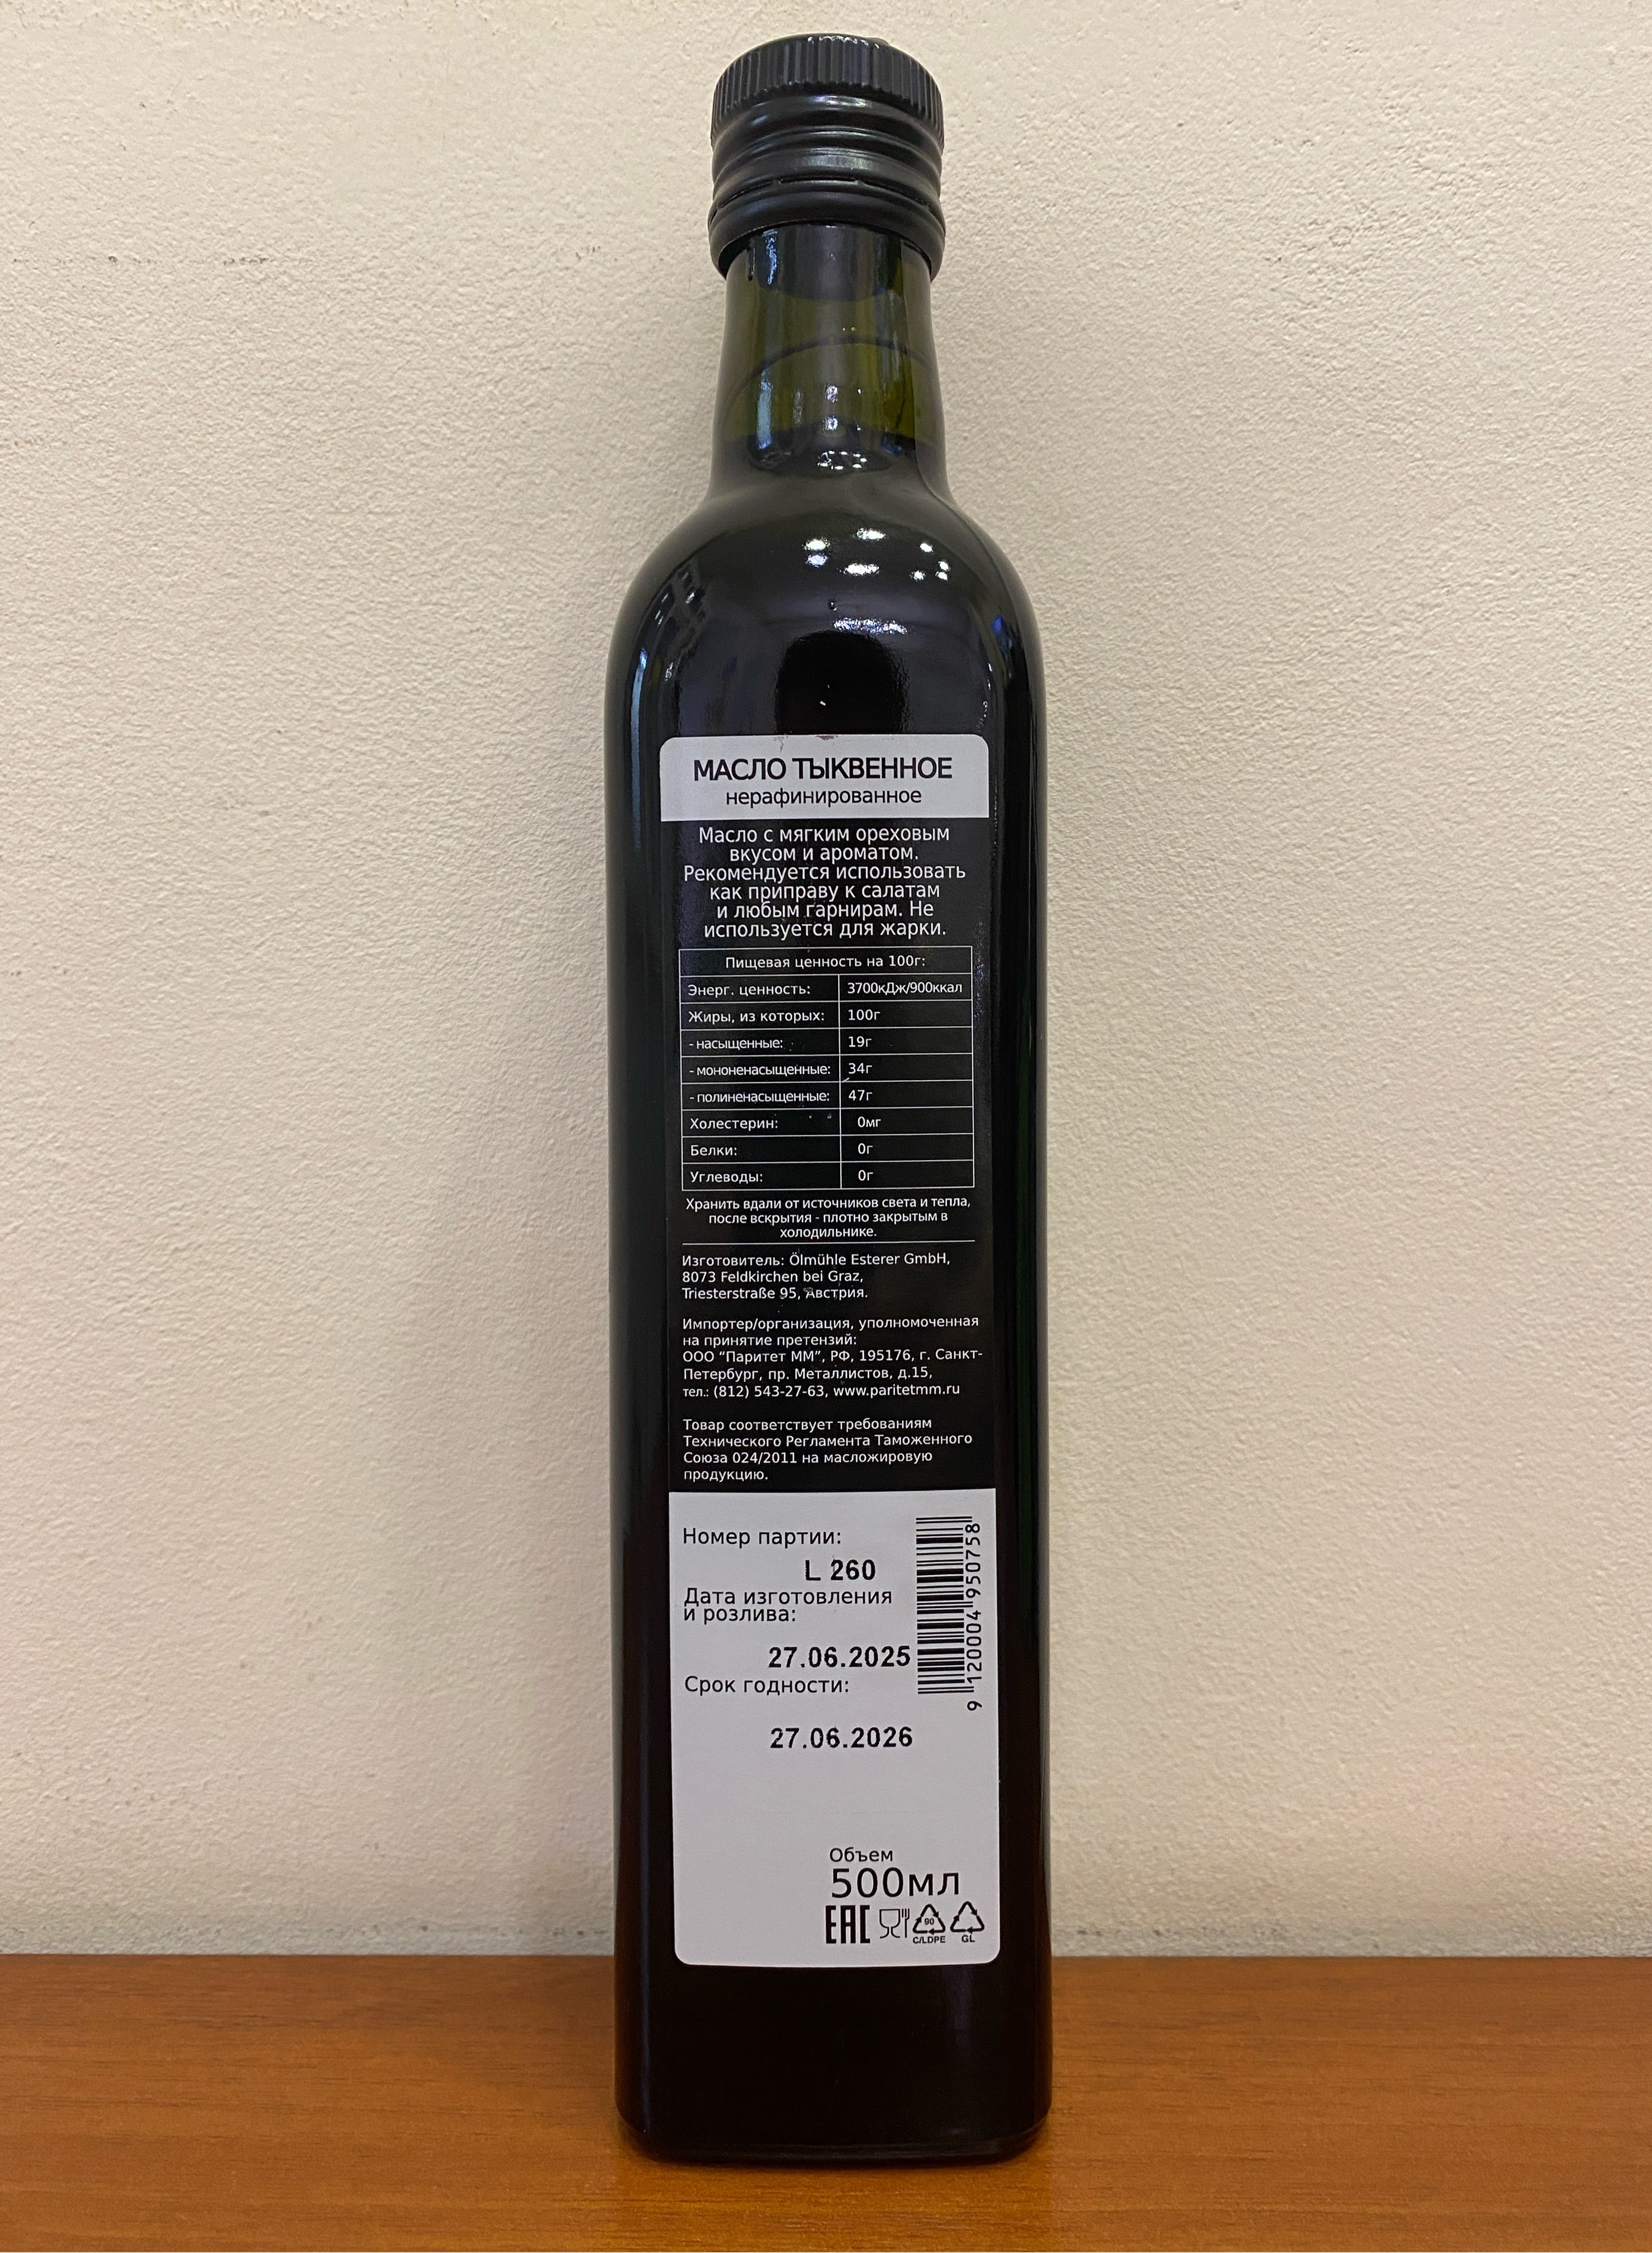 МАСЛО ТЫКВЕННОЕ
нерафинированное
Масло с мягким ореховым
вкусом и ароматом.
Рекомендуется использовать
как приправу к салатам
и любым гарнирам. Не
используется для жарки.
Пищевая ценность на 100г:
Энерг. ценность: 3700кДж/900ккал
Жиры, из которых: 100г
- насыщенные: 19г
- мононенасыщенные: 34г
- полиненасыщенные: 47г
Холестерин: 0мг
Белки: 0г
Углеводы: 0г
Хранить вдали от источников света и тепла,
после вскрытия - плотно закрытым в
холодильнике.
Изготовитель: Ölmühle Esterer GmbH,
8073 Feldkirchen bei Graz,
Triesterstraße 95, Австрия.
Импортер/организация, уполномоченная
на принятие претензий:
ООО “Паритет ММ”, РФ, 195176, г. Санкт-
Петербург, пр. Металлистов, д.15,
тел.: (812) 543-27-63, www.paritetmm.ru
Товар соответствует требованиям
Технического Регламента Таможенного
Союза 024/2011 на масложировую
продукцию.
Номер партии:
L 260
Дата изготовления
и розлива:
27.06.2025
Срок годности:
27.06.2026
9 120004 950758
Объем
500мл
EAC
90
C/LDPE
GL